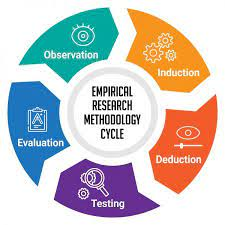 EMPIRICAL
RESEARCH
METHODOLOGY
CYCLE
Observation
Induction
Deduction
Testing
Evaluation